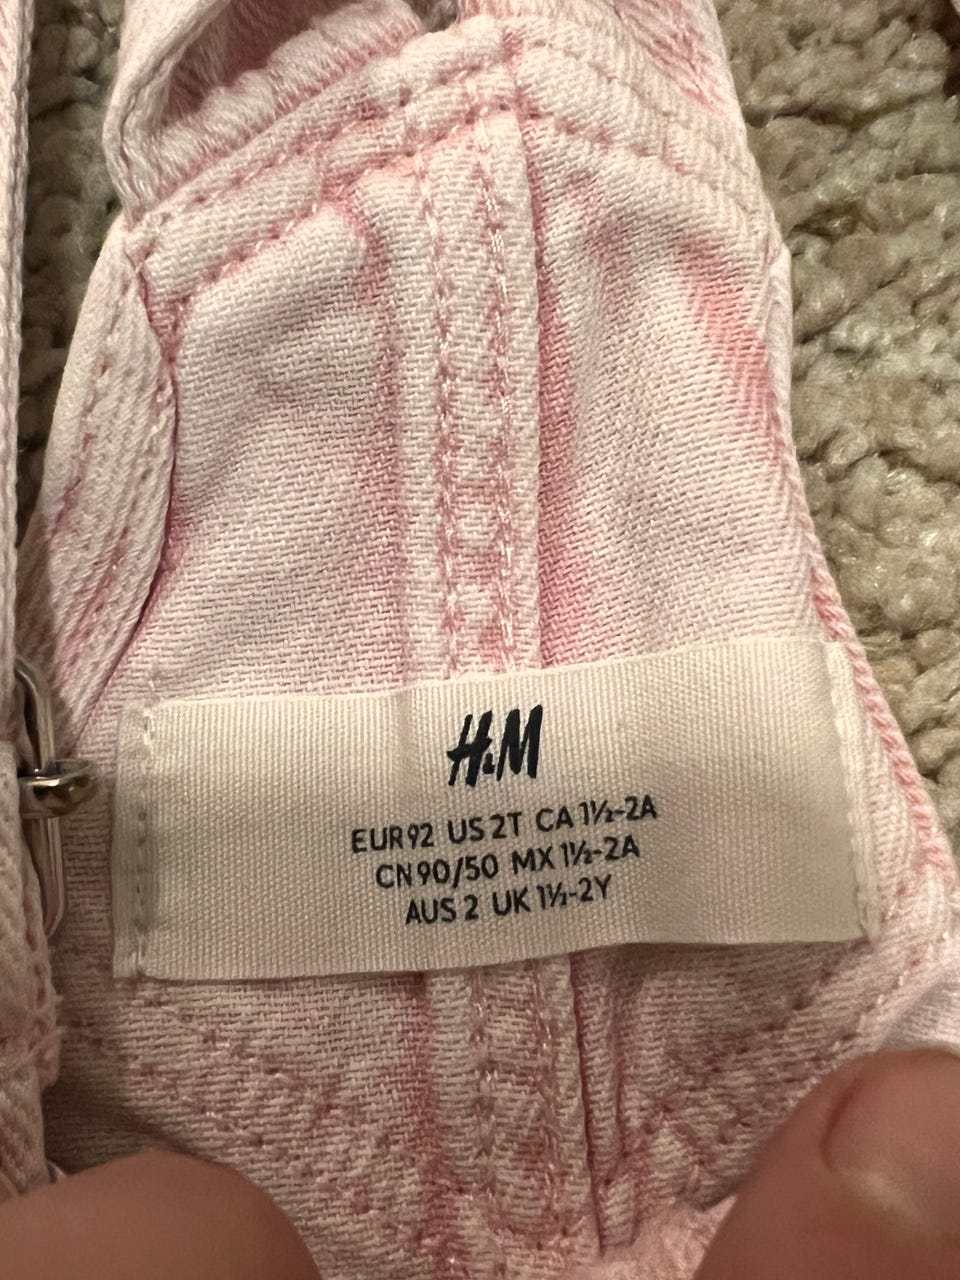 H&M
EUR 92 US 2T CA 1½-2A
CN 90/50 MX 1½-2A
AUS 2 UK 1½-2Y